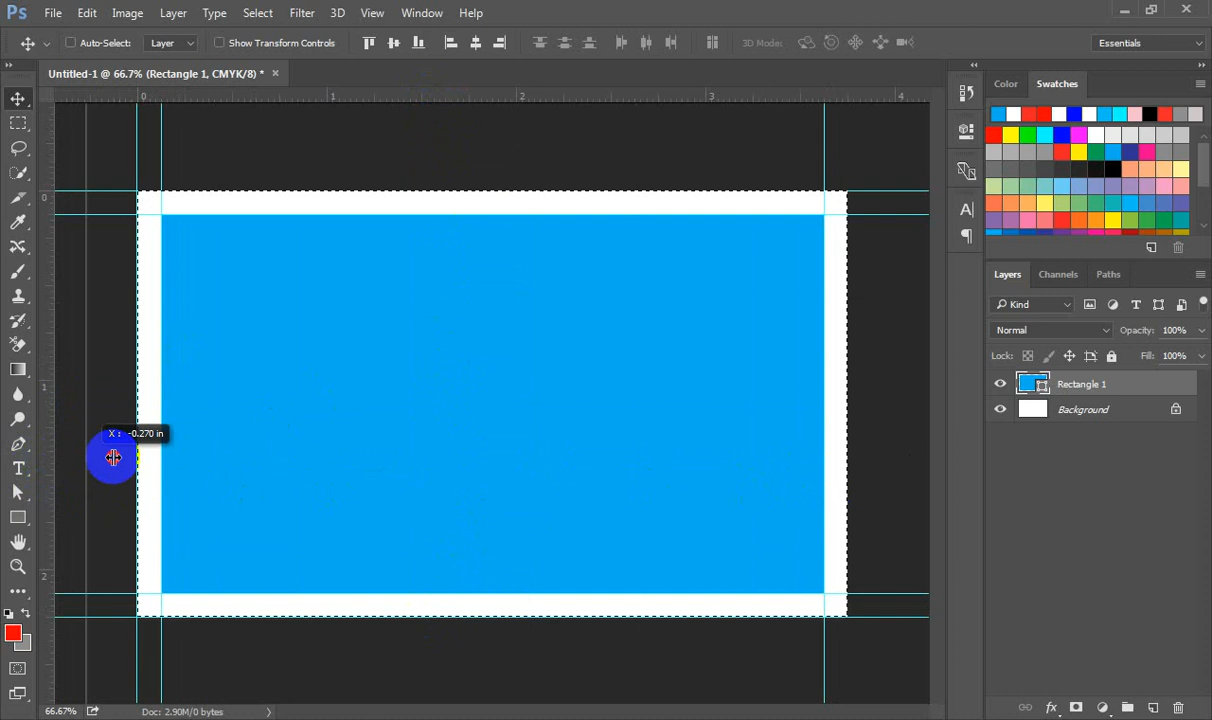 Ps File Edit Image Layer Type Select Filter 3D View Window Help
Auto-Select: Layer Show Transform Controls 3D Mode: Essentials
Untitled-1 @ 66.7% (Rectangle 1, CMYK/8) * ×
Color Swatches
0 1 2 3 4
0
1
2
X : -0.270 in
Layers Channels Paths
Kind
Normal Opacity: 100%
Lock: Fill: 100%
Rectangle 1
Background
66.67% Doc: 2.90M/0 bytes